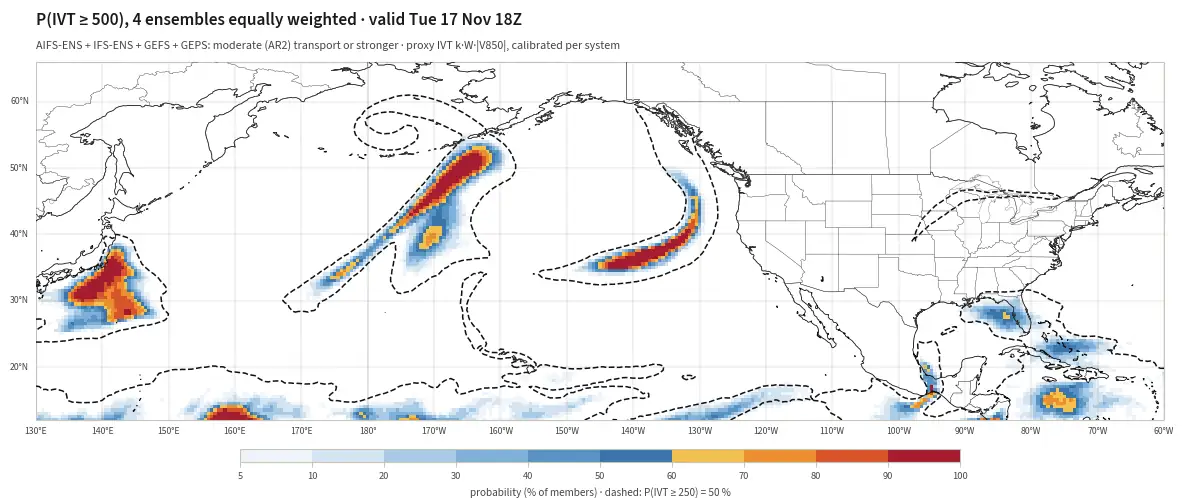 P(IVT ≥ 500), 4 ensembles equally weighted · valid Tue 17 Nov 18Z
AIFS-ENS + IFS-ENS + GEFS + GEPS: moderate (AR2) transport or stronger · proxy IVT k·W·|V850|, calibrated per system
60°N
50°N
40°N
30°N
20°N
130°E 140°E 150°E 160°E 170°E 180° 170°W 160°W 150°W 140°W 130°W 120°W 110°W 100°W 90°W 80°W 70°W 60°W
5 10 20 30 40 50 60 70 80 90 100
probability (% of members) · dashed: P(IVT ≥ 250) = 50 %